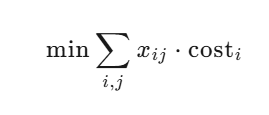 min ∑_{i,j} x_{ij} · cost_i